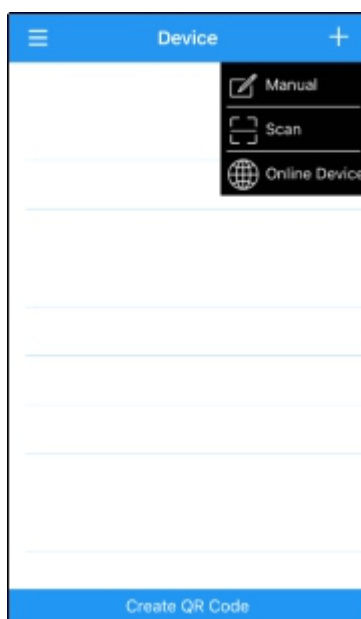 Device
Manual
Scan
Online Device
Create QR Code